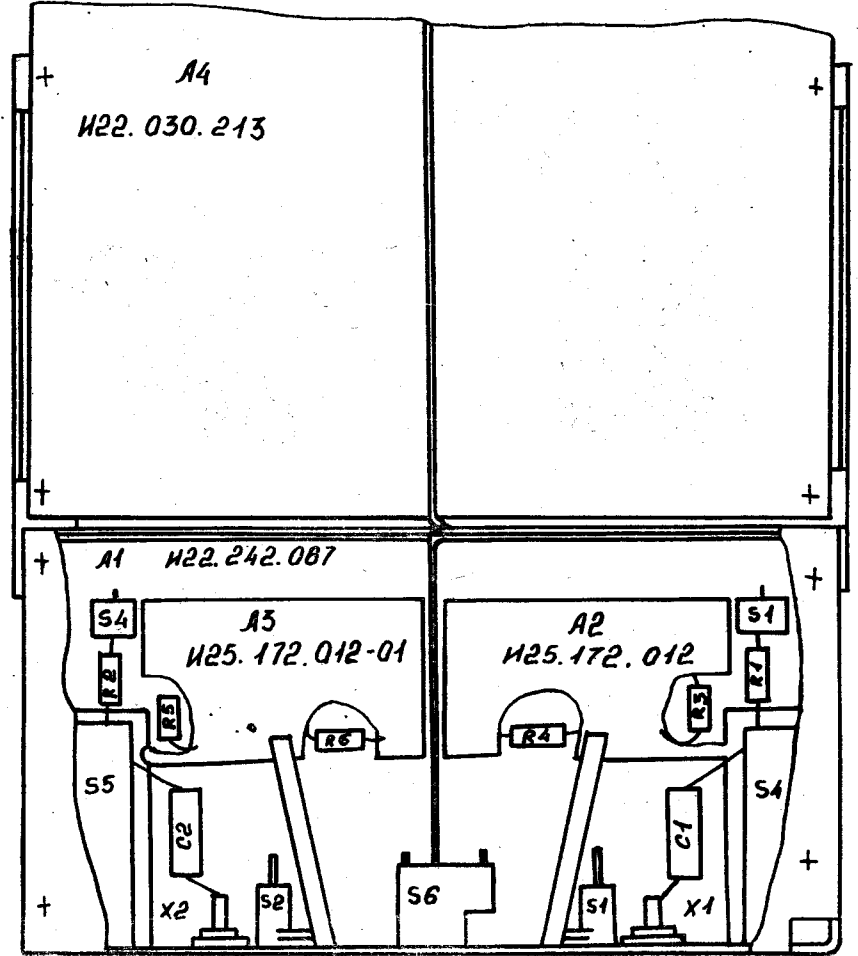 А4
И22.030.213
А1 И22.242.087
S4
А3
И25.172.012-01
А2
И25.172.012
S1
R2
R5
R6
R4
R3
R1
S5
C2
X2
S2
S6
S1
X1
C1
S4